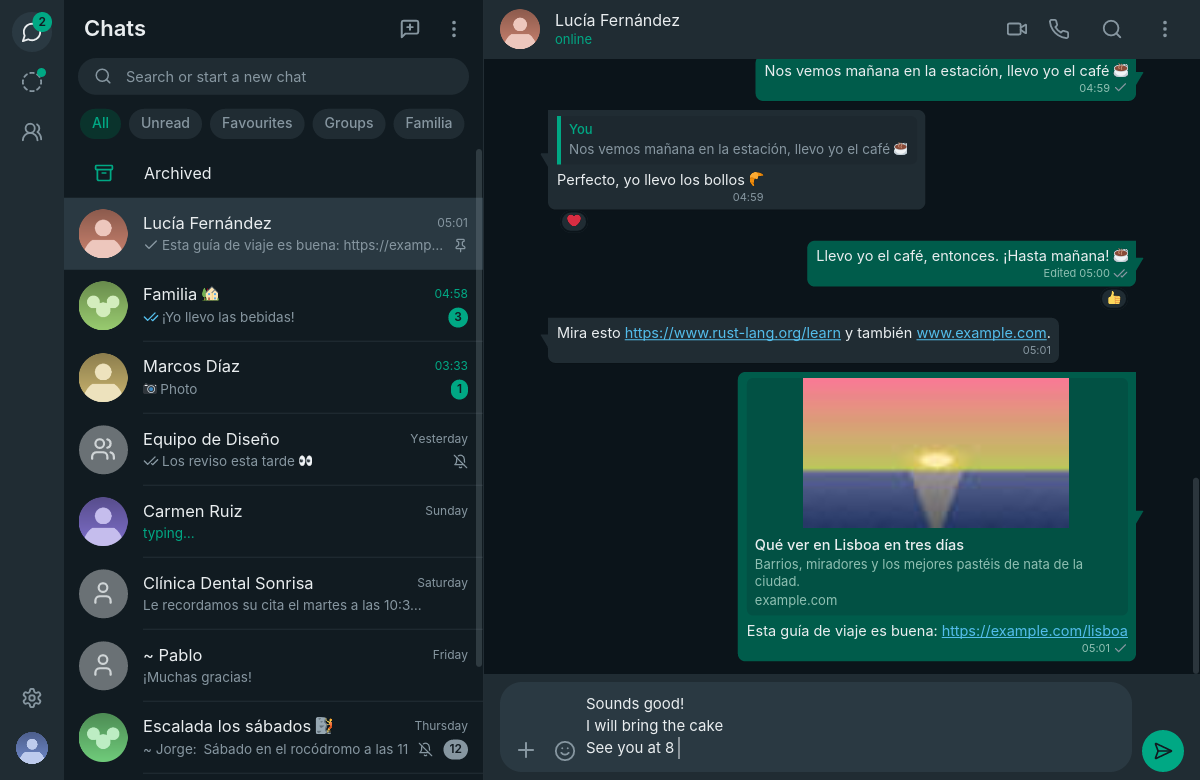 2
Chats
Search or start a new chat
All
Unread
Favourites
Groups
Familia
Archived
Lucía Fernández
05:01
Esta guía de viaje es buena: https://examp...
Familia
04:58
¡Yo llevo las bebidas!
3
Marcos Díaz
03:33
Photo
1
Equipo de Diseño
Yesterday
Los reviso esta tarde 👀
Carmen Ruiz
Sunday
typing...
Clínica Dental Sonrisa
Saturday
Le recordamos su cita el martes a las 10:3...
~ Pablo
Friday
¡Muchas gracias!
Escalada los sábados
Thursday
~ Jorge: Sábado en el rocódromo a las 11
12
Lucía Fernández
online
Nos vemos mañana en la estación, llevo yo el café ☕
04:59
You
Nos vemos mañana en la estación, llevo yo el café ☕
Perfecto, yo llevo los bollos 🥐
04:59
Llevo yo el café, entonces. ¡Hasta mañana! ☕
Edited 05:00
Mira esto https://www.rust-lang.org/learn y también www.example.com.
05:01
Qué ver en Lisboa en tres días
Barrios, miradores y los mejores pastéis de nata de la
ciudad.
example.com
Esta guía de viaje es buena: https://example.com/lisboa
05:01
Sounds good!
I will bring the cake
See you at 8